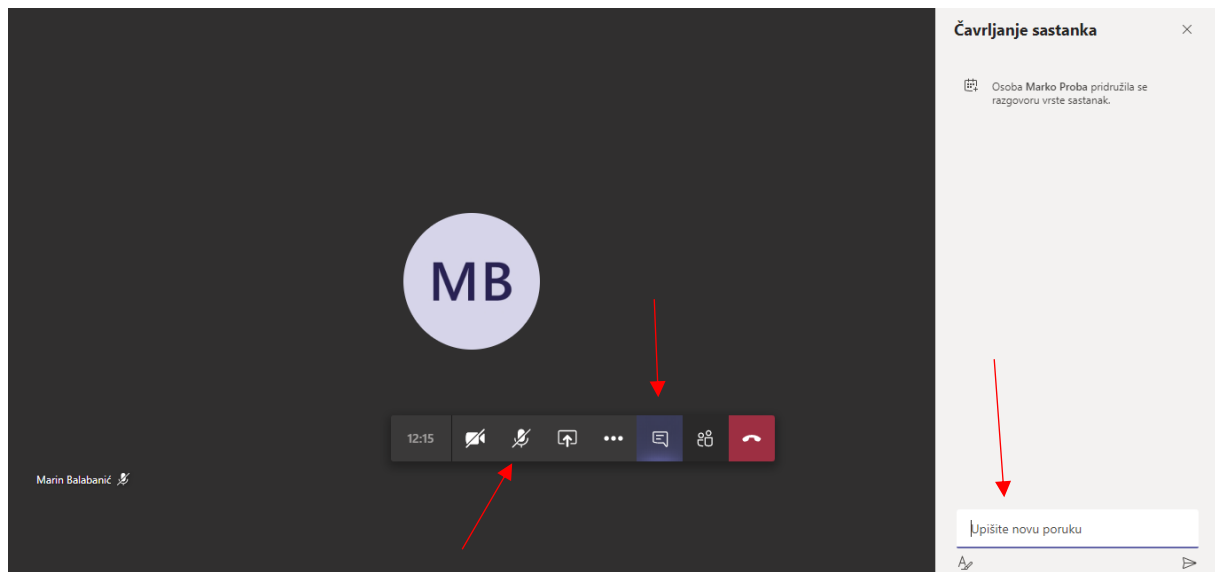 Čavrljanje sastanka
Osoba Marko Proba pridružila se
razgovoru vrste sastanak.
MB
12:15
Marin Balabanić
Upišite novu poruku